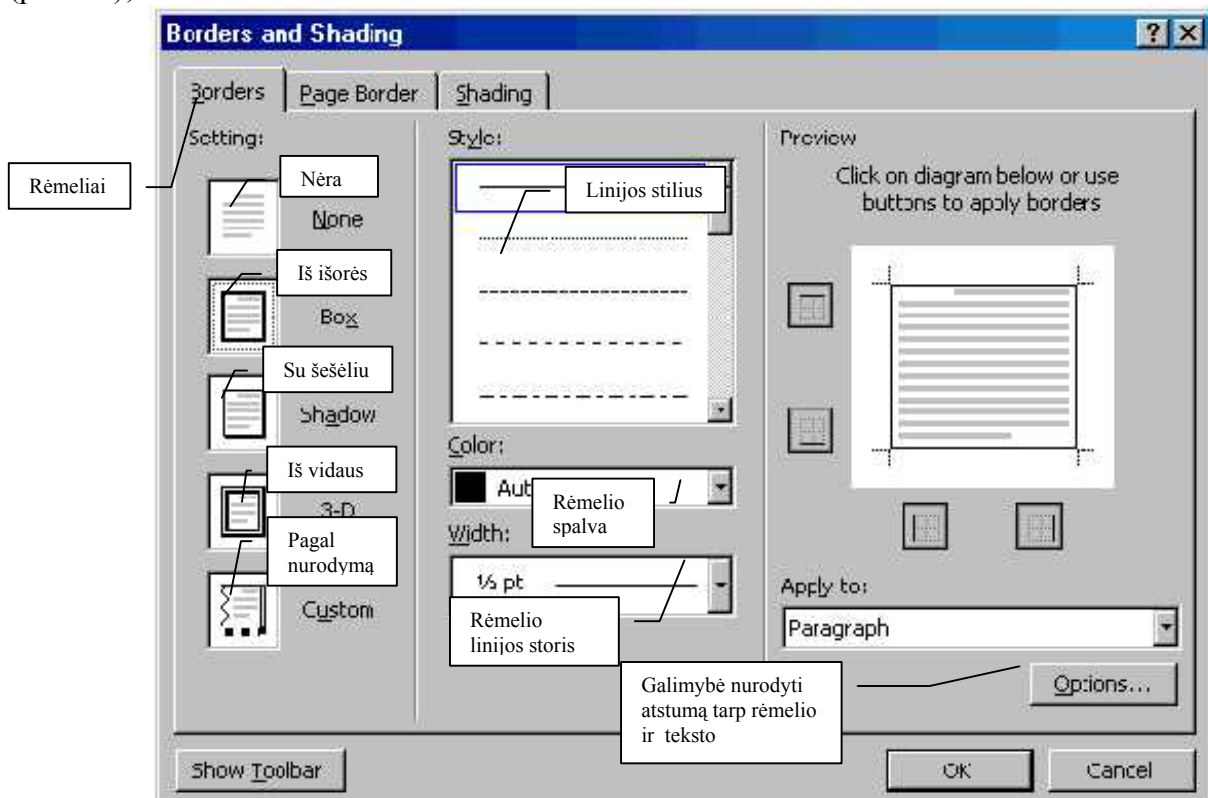 Borders and Shading
Borders Page Border Shading
Setting:
Rėmeliai
Nėra
None
Iš išorės
Box
Su šešėliu
Shadow
Iš vidaus
3-D
Pagal
nurodymą
Custom
Style:
Linijos stilius
Color:
Aut
Rėmelio
spalva
Width:
½ pt
Rėmelio
linijos storis
Preview
Click on diagram below or use
buttons to apply borders
Apply to:
Paragraph
Galimybė nurodyti
atstumą tarp rėmelio
ir teksto
Options...
Show Toolbar
OK
Cancel